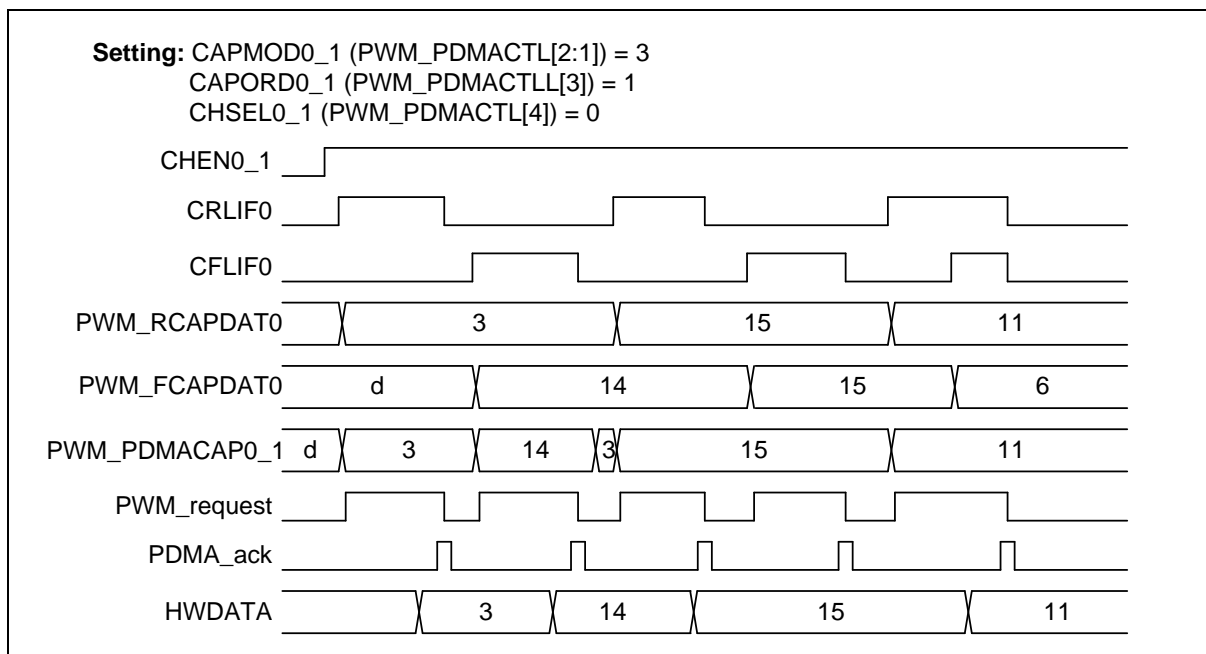 Setting: CAPMOD0_1 (PWM_PDMACTL[2:1]) = 3
CAPORD0_1 (PWM_PDMACTLL[3]) = 1
CHSEL0_1 (PWM_PDMACTL[4]) = 0
CHEN0_1
CRLIF0
CFLIF0
PWM_RCAPDAT0 3 15 11
PWM_FCAPDAT0 d 14 15 6
PWM_PDMACAP0_1 d 3 14 3 15 11
PWM_request
PDMA_ack
HWDATA 3 14 15 11